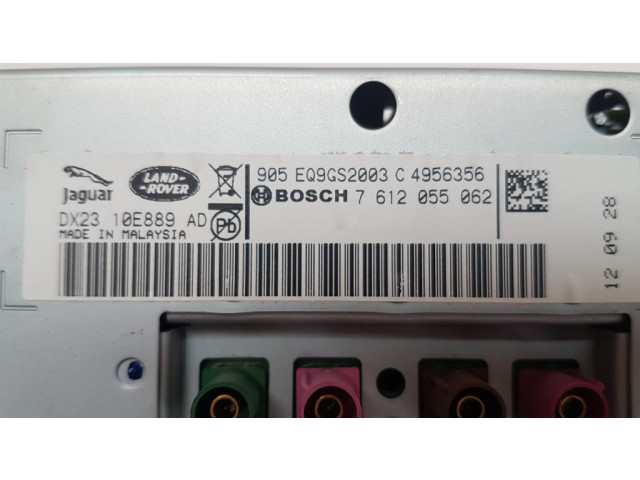 Jaguar
LAND-
-ROVER
905 EQ9GS2003 C 4956356
BOSCH 7 612 055 062
DX23 10E889 AD
Pb
MADE IN MALAYSIA
12 09 28